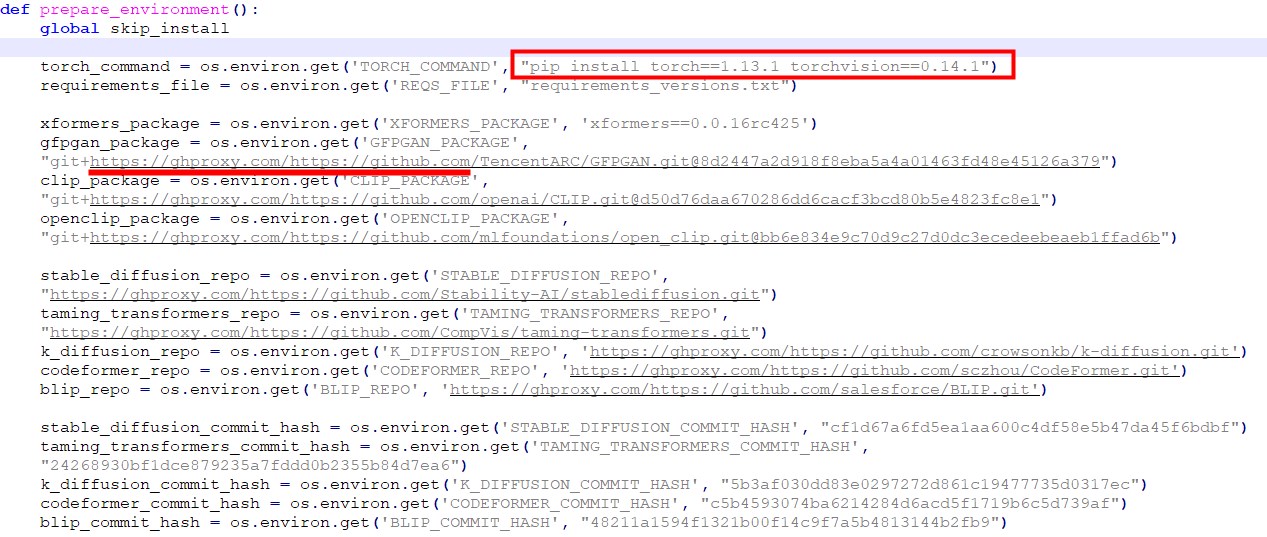 def prepare_environment():
global skip_install
torch_command = os.environ.get('TORCH_COMMAND', "pip install torch==1.13.1 torchvision==0.14.1")
requirements_file = os.environ.get('REQS_FILE', "requirements_versions.txt")
xformers_package = os.environ.get('XFORMERS_PACKAGE', 'xformers==0.0.16rc425')
gfpgan_package = os.environ.get('GFPGAN_PACKAGE',
"git+https://ghproxy.com/https://github.com/TencentARC/GFPGAN.git@8d2447a2d918f8eba5a4a01463fd48e45126a379")
clip_package = os.environ.get('CLIP_PACKAGE',
"git+https://ghproxy.com/https://github.com/openai/CLIP.git@d50d76daa670286dd6cacf3bcd80b5e4823fc8e1")
openclip_package = os.environ.get('OPENCLIP_PACKAGE',
"git+https://ghproxy.com/https://github.com/mlfoundations/open_clip.git@bb6e834e9c70d9c27d0dc3ecedeebeaeb1ffad6b")
stable_diffusion_repo = os.environ.get('STABLE_DIFFUSION_REPO',
"https://ghproxy.com/https://github.com/Stability-AI/stablediffusion.git")
taming_transformers_repo = os.environ.get('TAMING_TRANSFORMERS_REPO',
"https://ghproxy.com/https://github.com/CompVis/taming-transformers.git")
k_diffusion_repo = os.environ.get('K_DIFFUSION_REPO', 'https://ghproxy.com/https://github.com/crowsonkb/k-diffusion.git')
codeformer_repo = os.environ.get('CODEFORMER_REPO', 'https://ghproxy.com/https://github.com/sczhou/CodeFormer.git')
blip_repo = os.environ.get('BLIP_REPO', 'https://ghproxy.com/https://github.com/salesforce/BLIP.git')
stable_diffusion_commit_hash = os.environ.get('STABLE_DIFFUSION_COMMIT_HASH', "cf1d67a6fd5ea1aa600c4df58e5b47da45f6bdbf")
taming_transformers_commit_hash = os.environ.get('TAMING_TRANSFORMERS_COMMIT_HASH',
"24268930bf1dce879235a7fddd0b2355b84d7ea6")
k_diffusion_commit_hash = os.environ.get('K_DIFFUSION_COMMIT_HASH', "5b3af030dd83e0297272d861c19477735d0317ec")
codeformer_commit_hash = os.environ.get('CODEFORMER_COMMIT_HASH', "c5b4593074ba6214284d6acd5f1719b6c5d739af")
blip_commit_hash = os.environ.get('BLIP_COMMIT_HASH', "48211a1594f1321b00f14c9f7a5b4813144b2fb9")